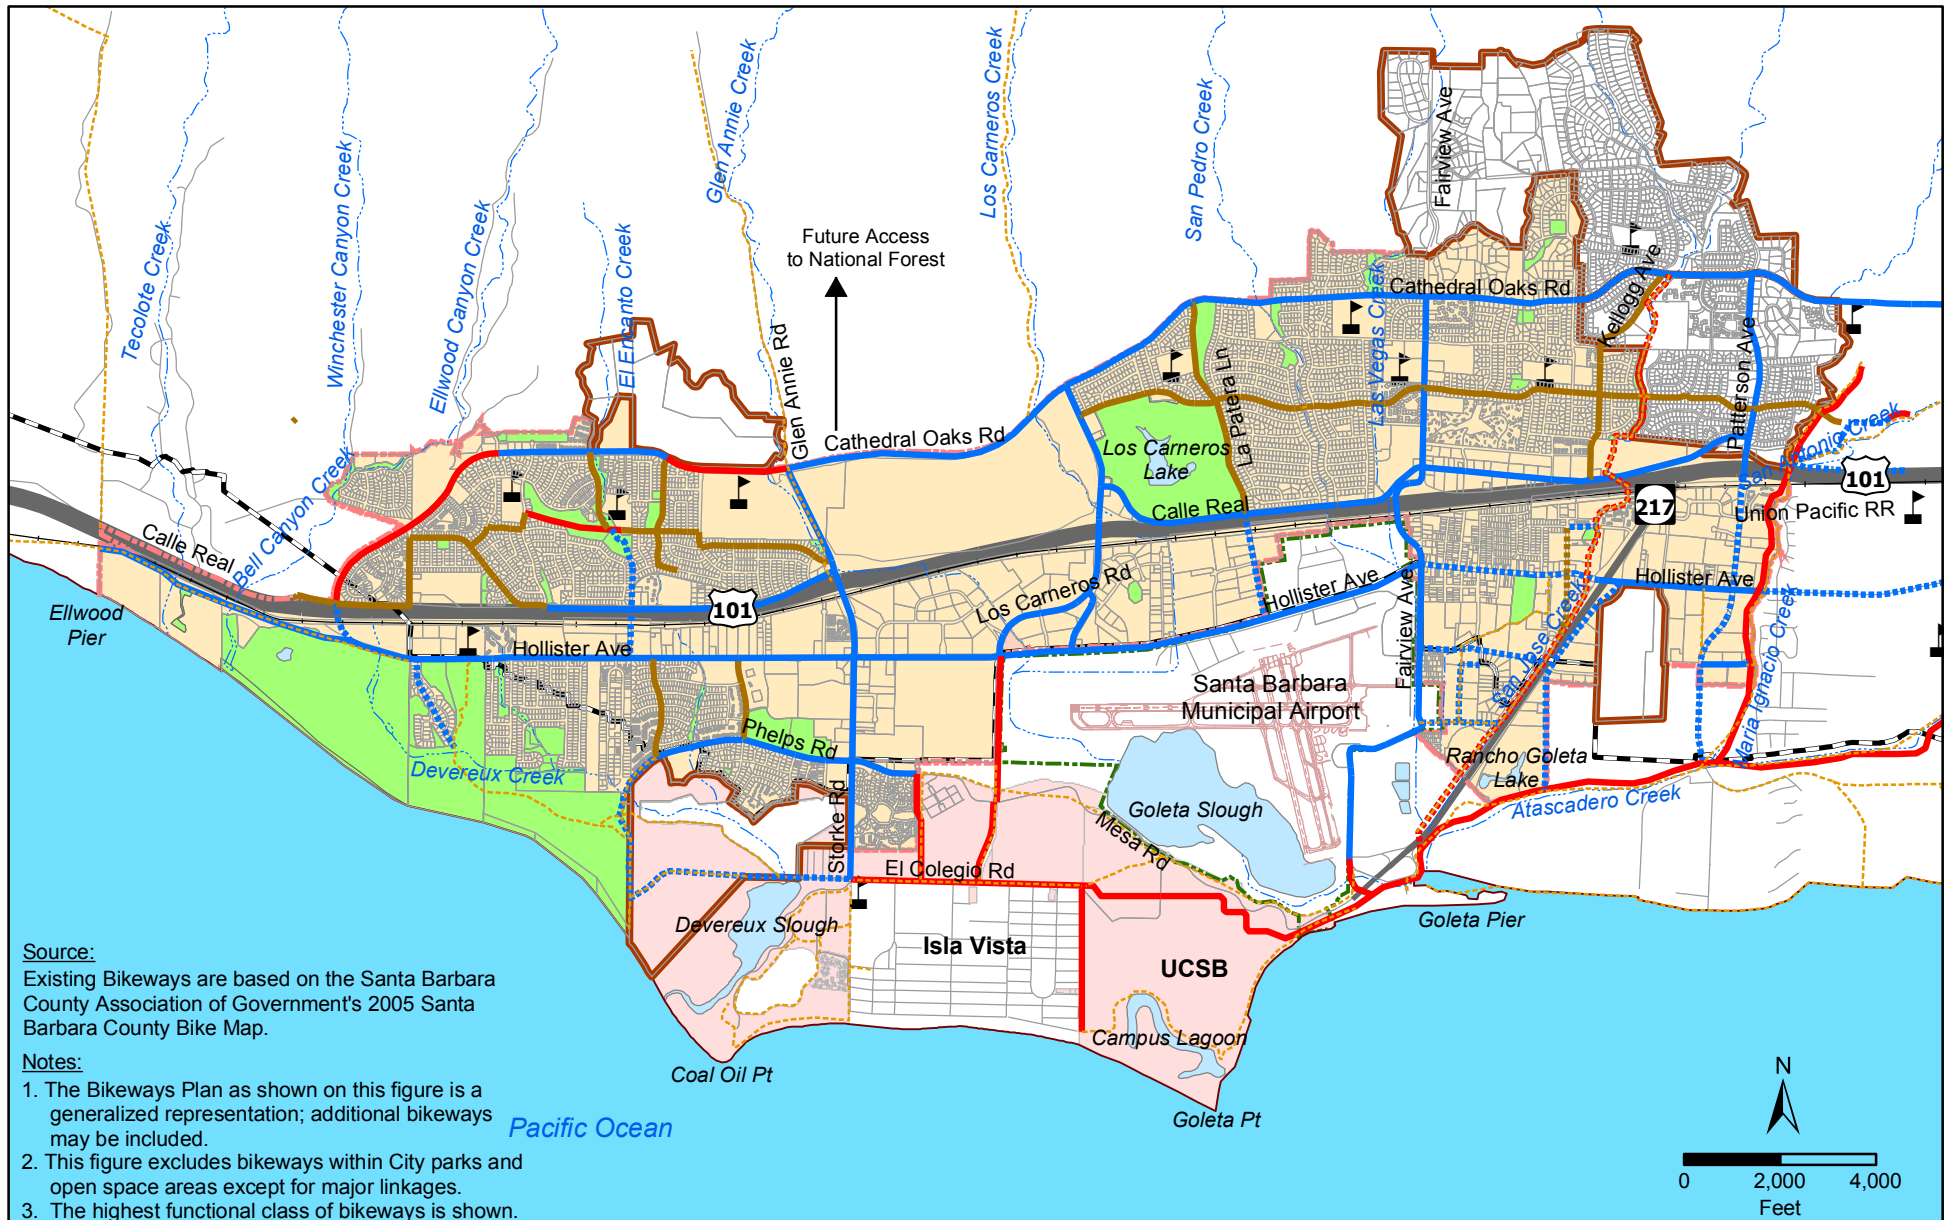 Tecolote Creek
Winchester Canyon Creek
Ellwood Canyon Creek
El Encanto Creek
Glen Annie Creek
Los Carneros Creek
San Pedro Creek
Las Vegas Creek
Fairview Ave
Future Access
to National Forest
Cathedral Oaks Rd
Kellogg Ave
Patterson Ave
Glen Annie Rd
Cathedral Oaks Rd
La Patera Ln
Los Carneros
Lake
San Antonio Creek
101
Calle Real
217
Union Pacific RR
Calle Real
Bell Canyon Creek
Ellwood
Pier
101
Los Carneros Rd
Hollister Ave
Hollister Ave
Hollister Ave
Fairview Ave
San Jose Creek
Maria Ignacio Creek
Santa Barbara
Municipal Airport
Phelps Rd
Devereux Creek
Storke Rd
Rancho Goleta
Lake
Goleta Slough
Atascadero Creek
Mesa Rd
El Colegio Rd
Devereux Slough
Isla Vista
UCSB
Goleta Pier
Campus Lagoon
Coal Oil Pt
Goleta Pt
Pacific Ocean
Source:
Existing Bikeways are based on the Santa Barbara
County Association of Government's 2005 Santa
Barbara County Bike Map.
Notes:
1. The Bikeways Plan as shown on this figure is a
generalized representation; additional bikeways
may be included.
2. This figure excludes bikeways within City parks and
open space areas except for major linkages.
3. The highest functional class of bikeways is shown.
N
0 2,000 4,000
Feet